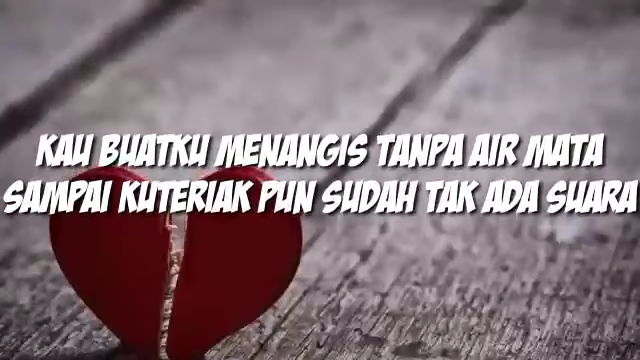 KAU BUATKU MENANGIS TANPA AIR MATA
SAMPAI KUTERIAK PUN SUDAH TAK ADA SUARA